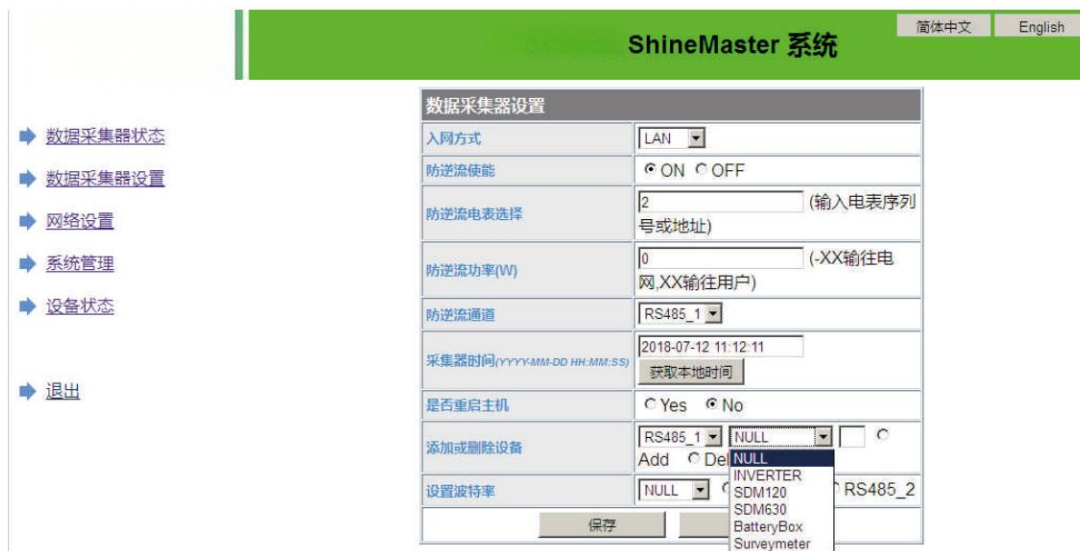 简体中文 English
ShineMaster 系统
数据采集器状态
数据采集器设置
网络设置
系统管理
设备状态
退出
数据采集器设置
入网方式 LAN
防逆流使能 ON OFF
防逆流电表选择 2 (输入电表序列
号或地址)
防逆流功率(W) 0 (-XX输往电
网,XX输往用户)
防逆流通道 RS485_1
采集器时间(YYYY-MM-DD HH:MM:SS) 2018-07-12 11:12:11
获取本地时间
是否重启主机 Yes No
添加或删除设备 RS485_1 NULL
Add Del
NULL
INVERTER
SDM120
SDM630
BatteryBox
Surveymeter
设置波特率 NULL RS485_2
保存